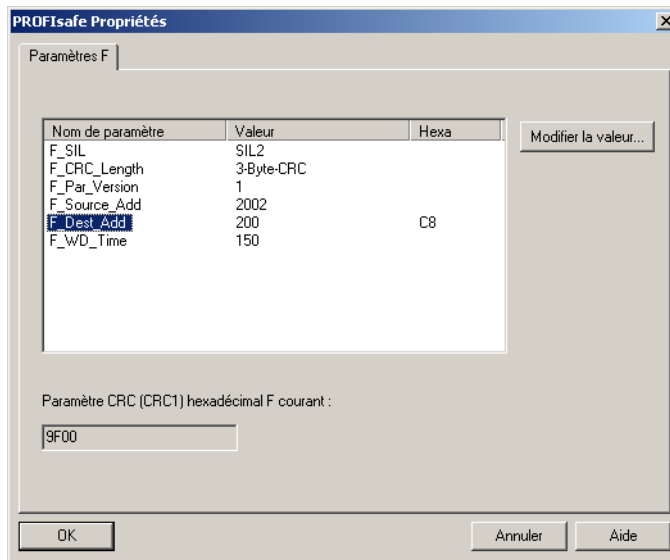 PROFIsafe Propriétés
Paramètres F
Nom de paramètre Valeur Hexa
Modifier la valeur...
F_SIL SIL2
F_CRC_Length 3-Byte-CRC
F_Par_Version 1
F_Source_Add 2002
F_Dest_Add 200 C8
F_WD_Time 150
Paramètre CRC (CRC1) hexadécimal F courant :
9F00
OK Annuler Aide